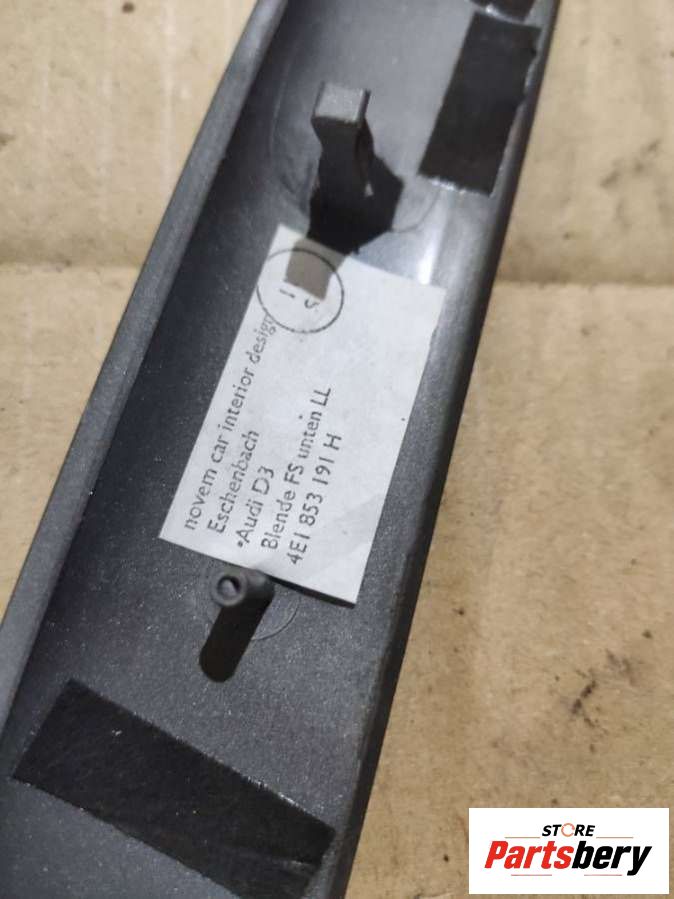 novem car interior design
Eschenbach
*Audi D3
Blende FS unten LL
4E1 853 191 H
STORE
Partsbery